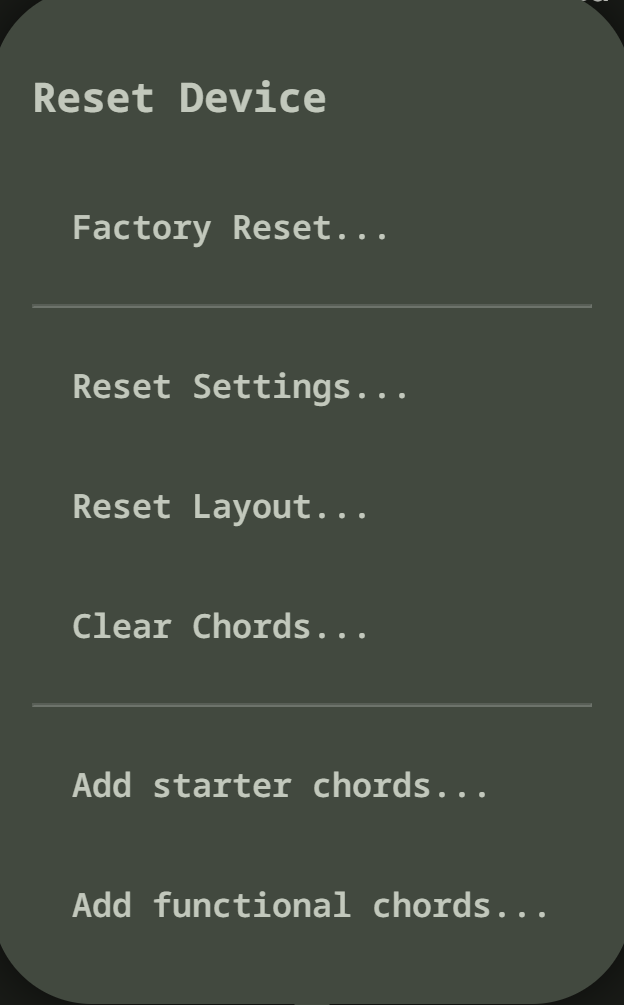 Reset Device
Factory Reset...
Reset Settings...
Reset Layout...
Clear Chords...
Add starter chords...
Add functional chords...